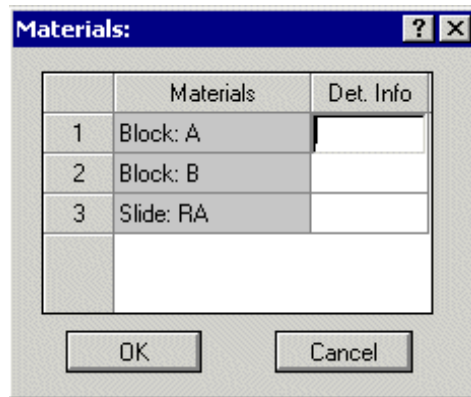 Materials:
Materials Det. Info
1 Block: A
2 Block: B
3 Slide: RA
OK Cancel